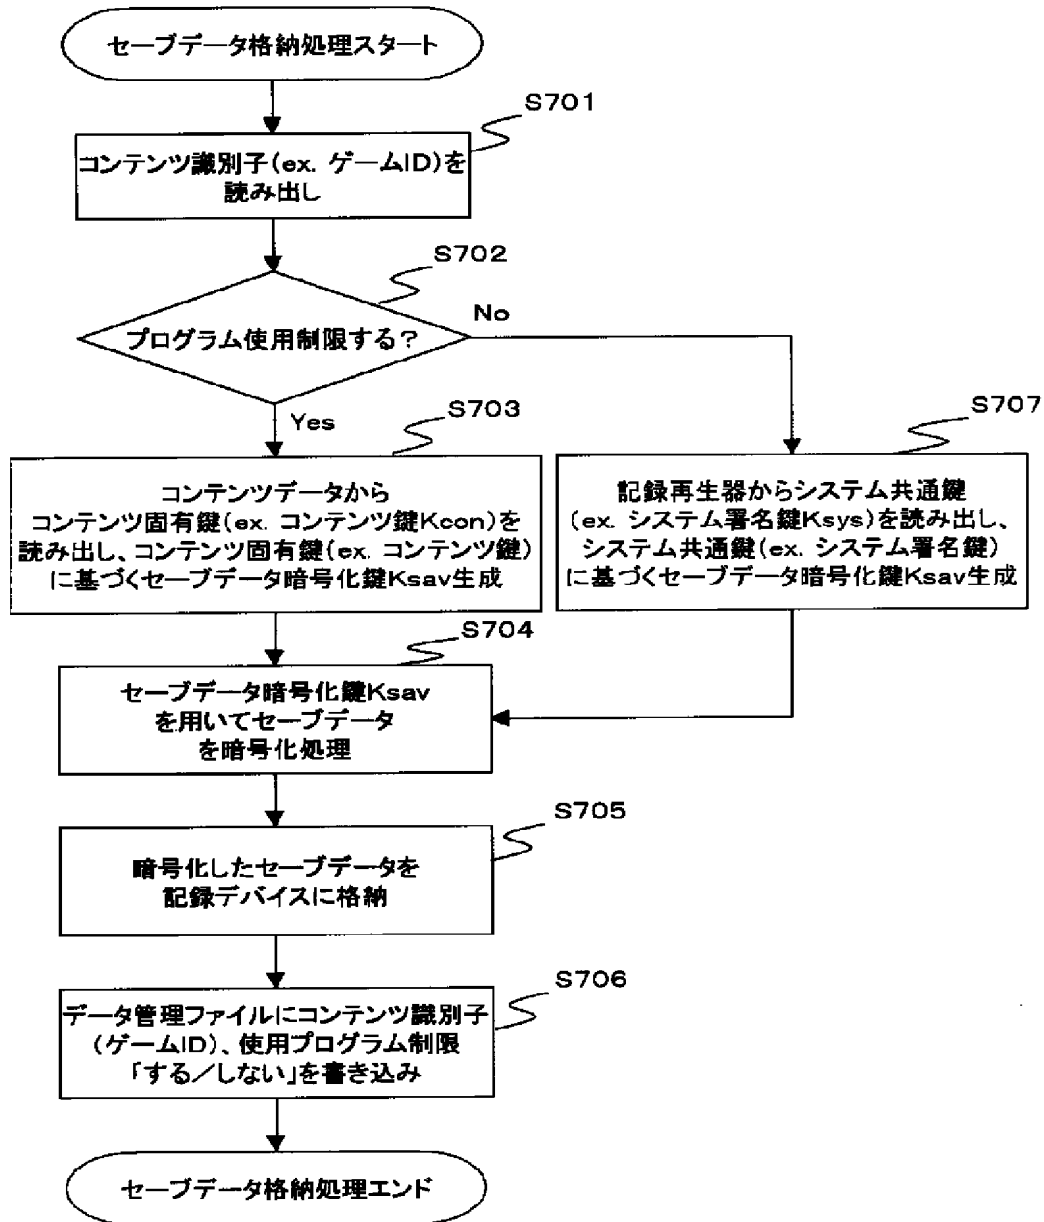 セーブデータ格納処理スタート
S701
コンテンツ識別子(ex. ゲームID)を
読み出し
S702
プログラム使用制限する?
No
Yes
S703
コンテンツデータから
コンテンツ固有鍵(ex. コンテンツ鍵Kcon)を
読み出し、コンテンツ固有鍵(ex. コンテンツ鍵)
に基づくセーブデータ暗号化鍵Ksav生成
S707
記録再生器からシステム共通鍵
(ex. システム署名鍵Ksys)を読み出し、
システム共通鍵(ex. システム署名鍵)
に基づくセーブデータ暗号化鍵Ksav生成
S704
セーブデータ暗号化鍵Ksav
を用いてセーブデータ
を暗号化処理
S705
暗号化したセーブデータを
記録デバイスに格納
S706
データ管理ファイルにコンテンツ識別子
(ゲームID)、使用プログラム制限
「する/しない」を書き込み
セーブデータ格納処理エンド